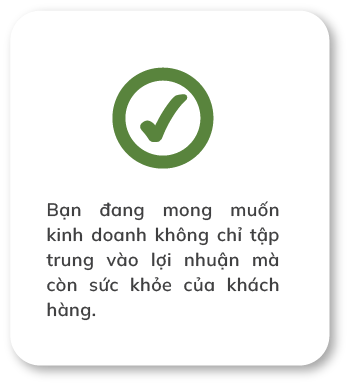 Bạn đang mong muốn
kinh doanh không chỉ tập
trung vào lợi nhuận mà
còn sức khỏe của khách
hàng.